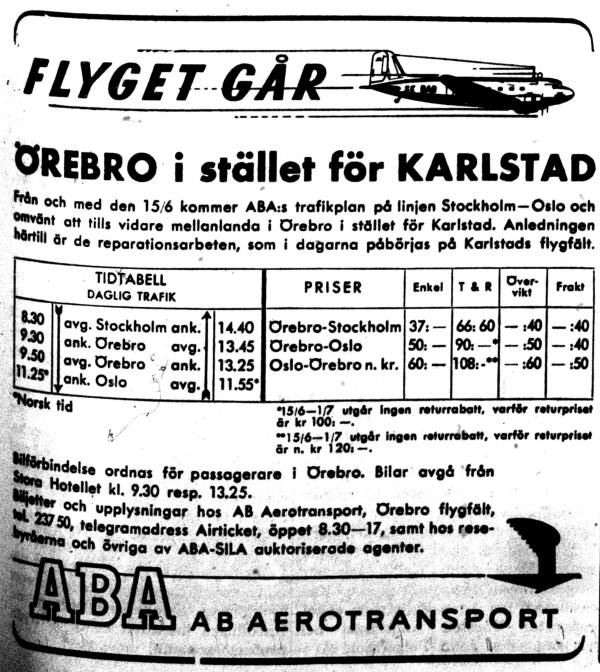 FLYGET GÅR
ÖREBRO i stället för KARLSTAD
Från och med den 15/6 kommer ABA:s trafikplan på linjen Stockholm—Oslo och
omvänt att tills vidare mellanlanda i Örebro i stället för Karlstad. Anledningen
härtill är de reparationsarbeten, som i dagarna påbörjas på Karlstads flygfält.
TIDTABELL
DAGLIG TRAFIK
PRISER Enkel T & R Över-vikt Frakt
8.30 avg. Stockholm ank. 14.40 Örebro-Stockholm 37:— 66:60 —:40 —:40
9.30 ank. Örebro avg. 13.45 Örebro-Oslo 50:— 90:—* —:50 —:40
9.50 avg. Örebro ank. 13.25 Oslo-Örebro n. kr. 60:— 108:-** —:60 —:50
11.25* ank. Oslo avg. 11.55*
*Norsk tid
*15/6—1/7 utgår ingen returrabatt, varför returpriset
är kr 100:—.
**15/6—1/7 utgår ingen returrabatt, varför returpriset
är n. kr 120:—.
Bilförbindelse ordnas för passagerare i Örebro. Bilar avgå från
Stora Hotellet kl. 9.30 resp. 13.25.
Biljetter och upplysningar hos AB Aerotransport, Örebro flygfält,
tel. 237 50, telegramadress Airticket, öppet 8.30—17, samt hos rese-
byråerna och övriga av ABA-SILA auktoriserade agenter.
ABA AB AEROTRANSPORT